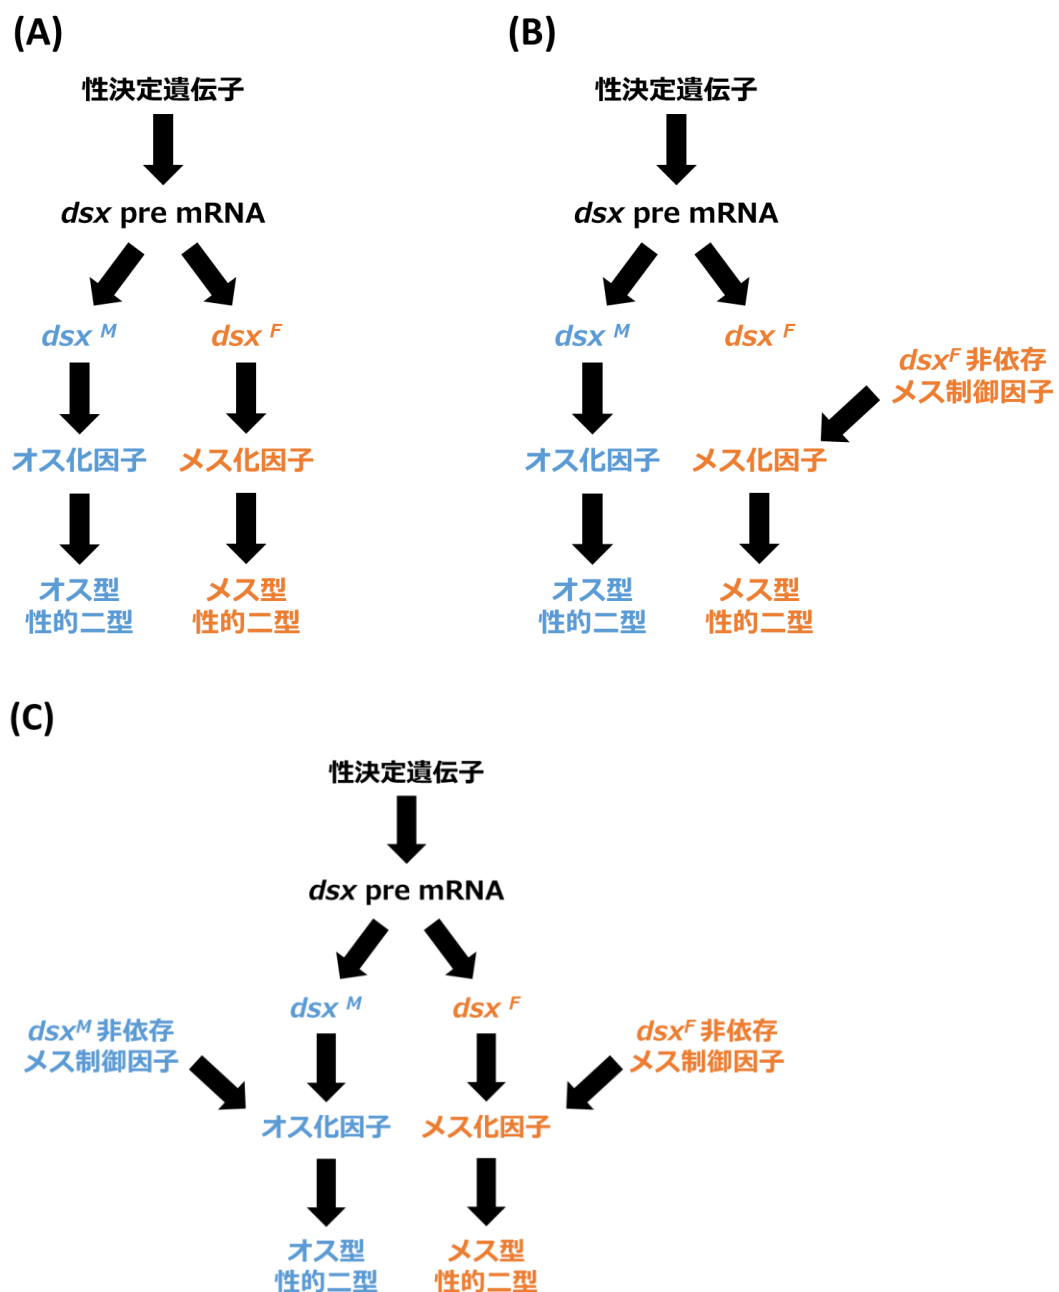 (A)
性決定遺伝子
dsx pre mRNA
dsx M
dsx F
オス化因子
メス化因子
オス型
性的二型
メス型
性的二型
(B)
性決定遺伝子
dsx pre mRNA
dsx M
dsx F
dsxF 非依存
メス制御因子
オス化因子
メス化因子
オス型
性的二型
メス型
性的二型
(C)
性決定遺伝子
dsx pre mRNA
dsx M
dsx F
dsxM 非依存
メス制御因子
dsxF 非依存
メス制御因子
オス化因子
メス化因子
オス型
性的二型
メス型
性的二型